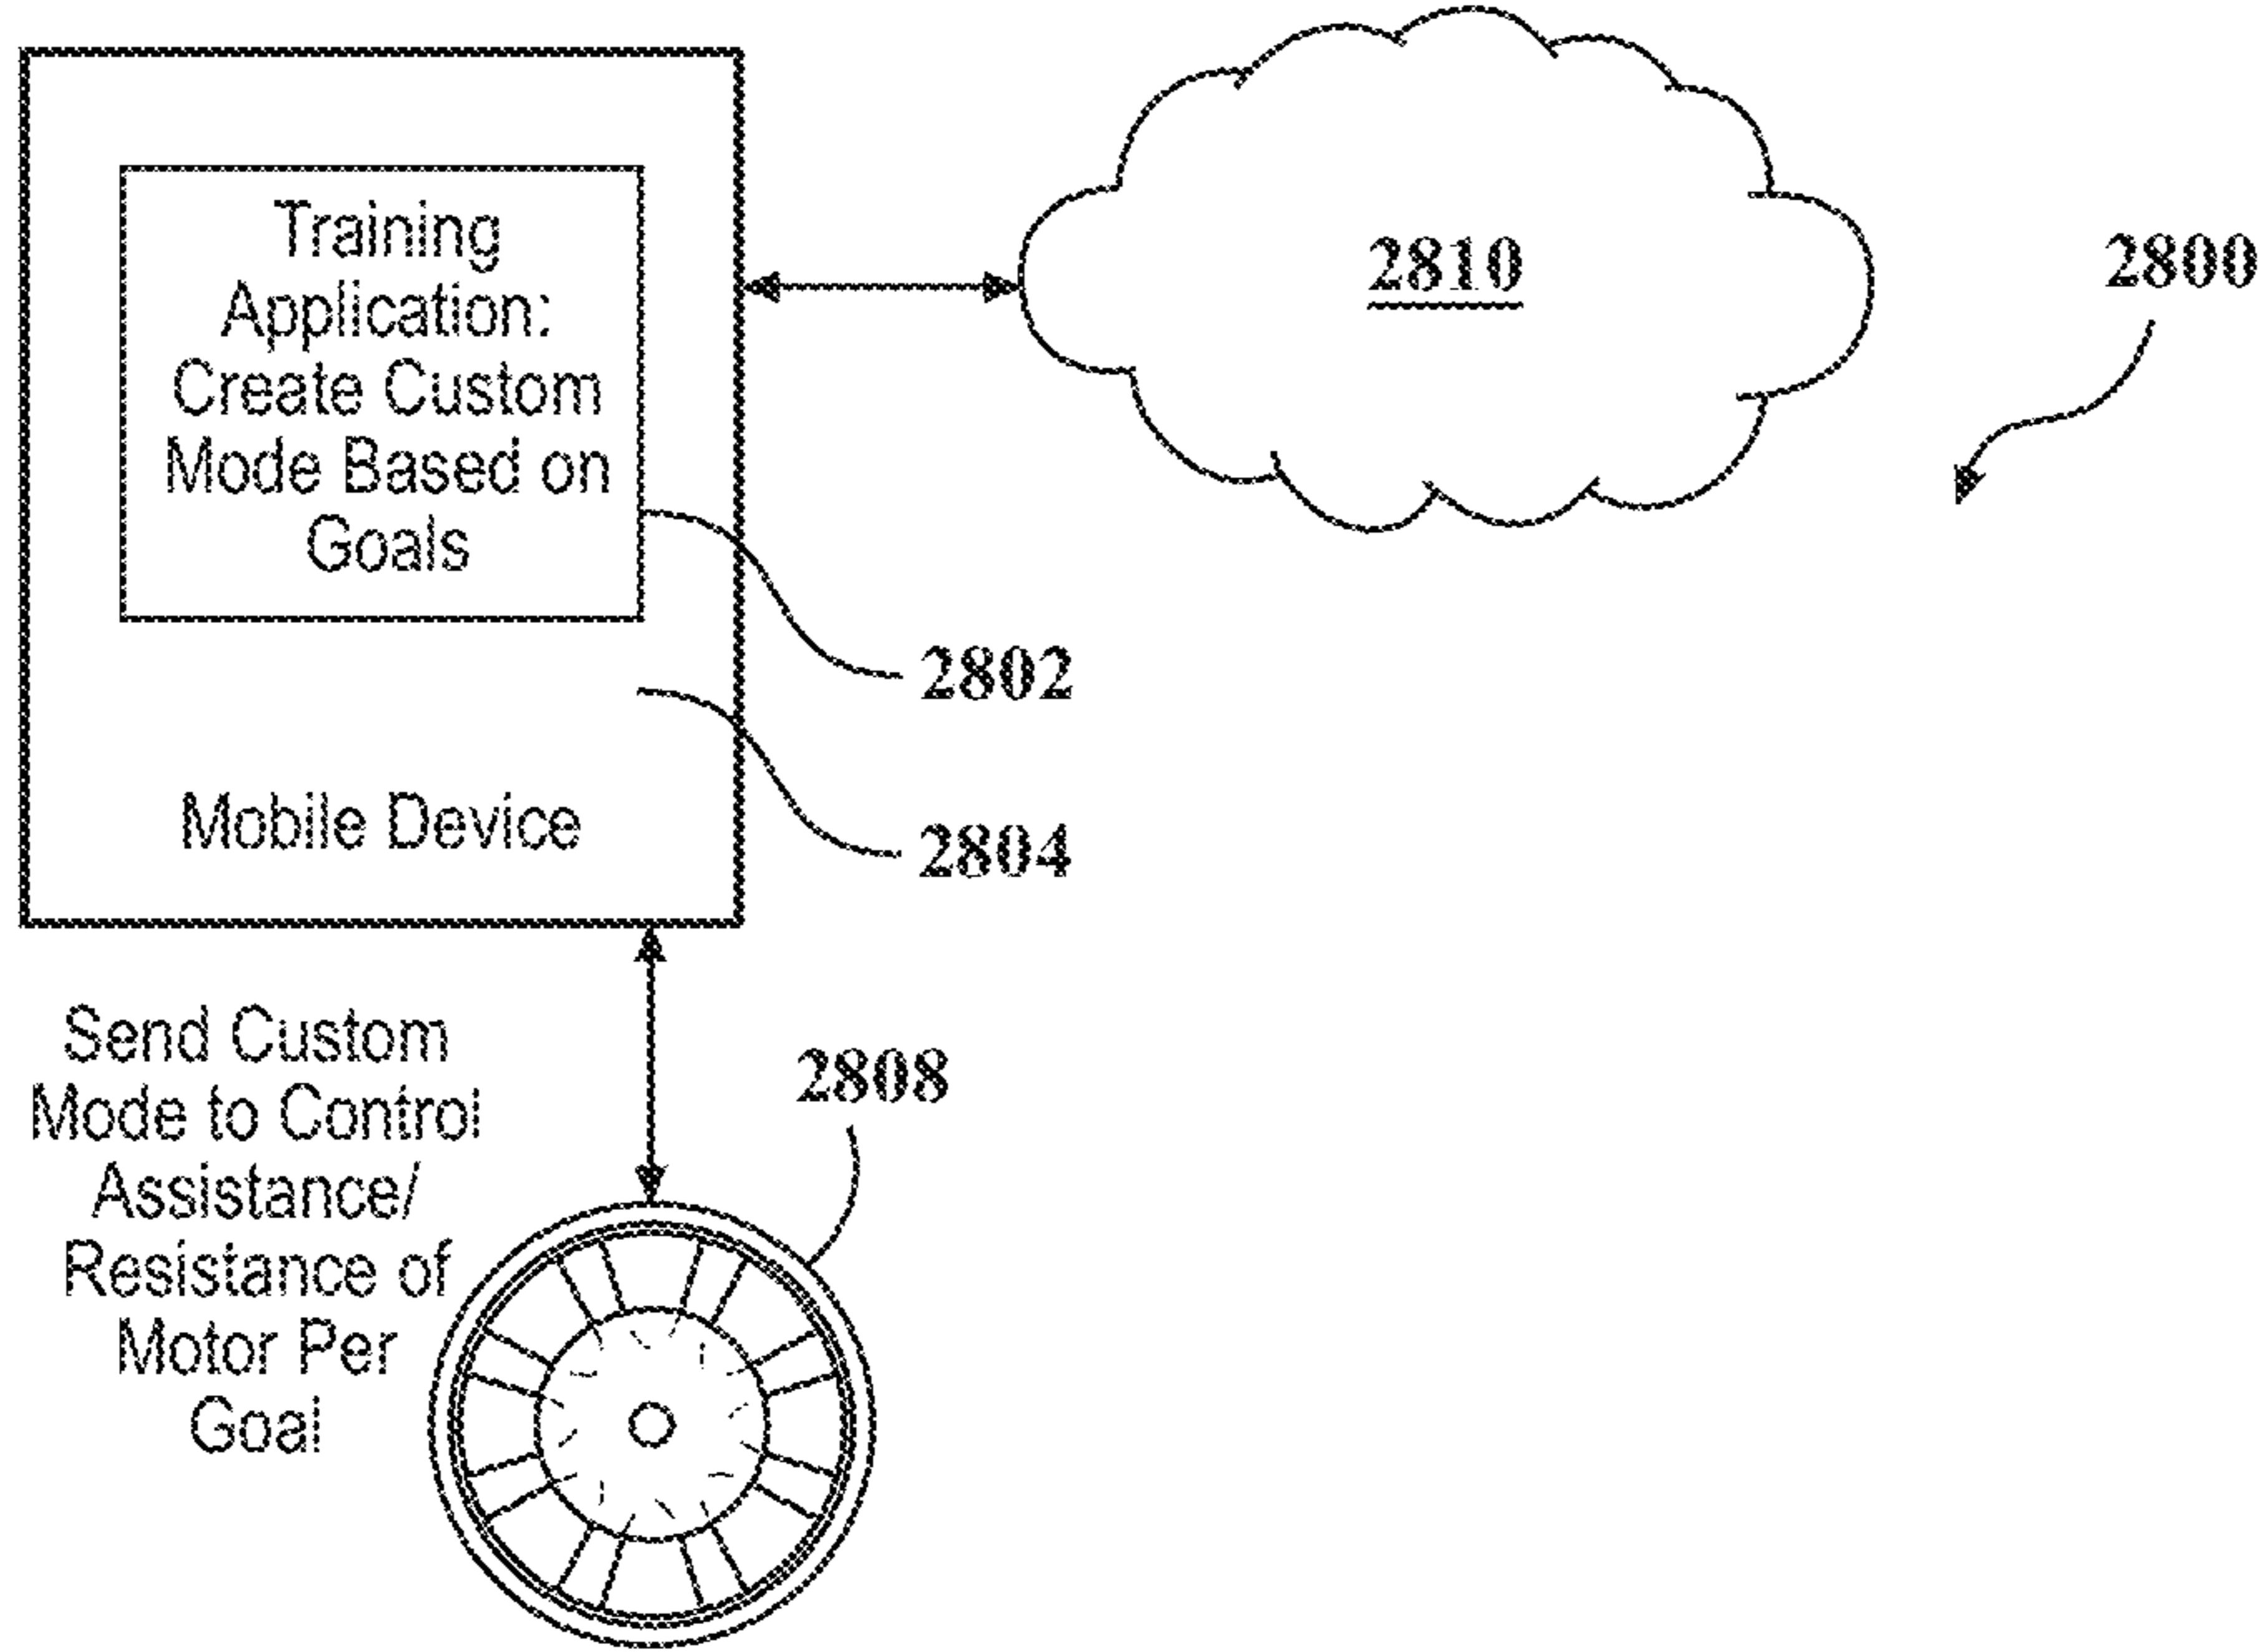 Training
Application:
Create Custom
Mode Based on
Goals
Mobile Device
2810
2800
2802
2804
Send Custom
Mode to Control
Assistance/
Resistance of
Motor Per
Goal
2808